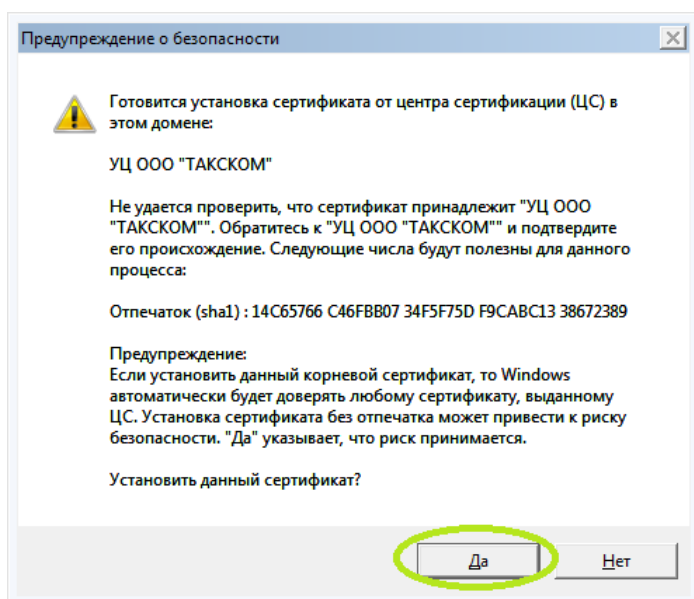 Предупреждение о безопасности
Готовится установка сертификата от центра сертификации (ЦС) в
этом домене:
УЦ ООО "ТАКСКОМ"
Не удается проверить, что сертификат принадлежит "УЦ ООО
"ТАКСКОМ"". Обратитесь к "УЦ ООО "ТАКСКОМ"" и подтвердите
его происхождение. Следующие числа будут полезны для данного
процесса:
Отпечаток (sha1) : 14C65766 C46FBB07 34F5F75D F9CABC13 38672389
Предупреждение:
Если установить данный корневой сертификат, то Windows
автоматически будет доверять любому сертификату, выданному
ЦС. Установка сертификата без отпечатка может привести к риску
безопасности. "Да" указывает, что риск принимается.
Установить данный сертификат?
Да
Нет